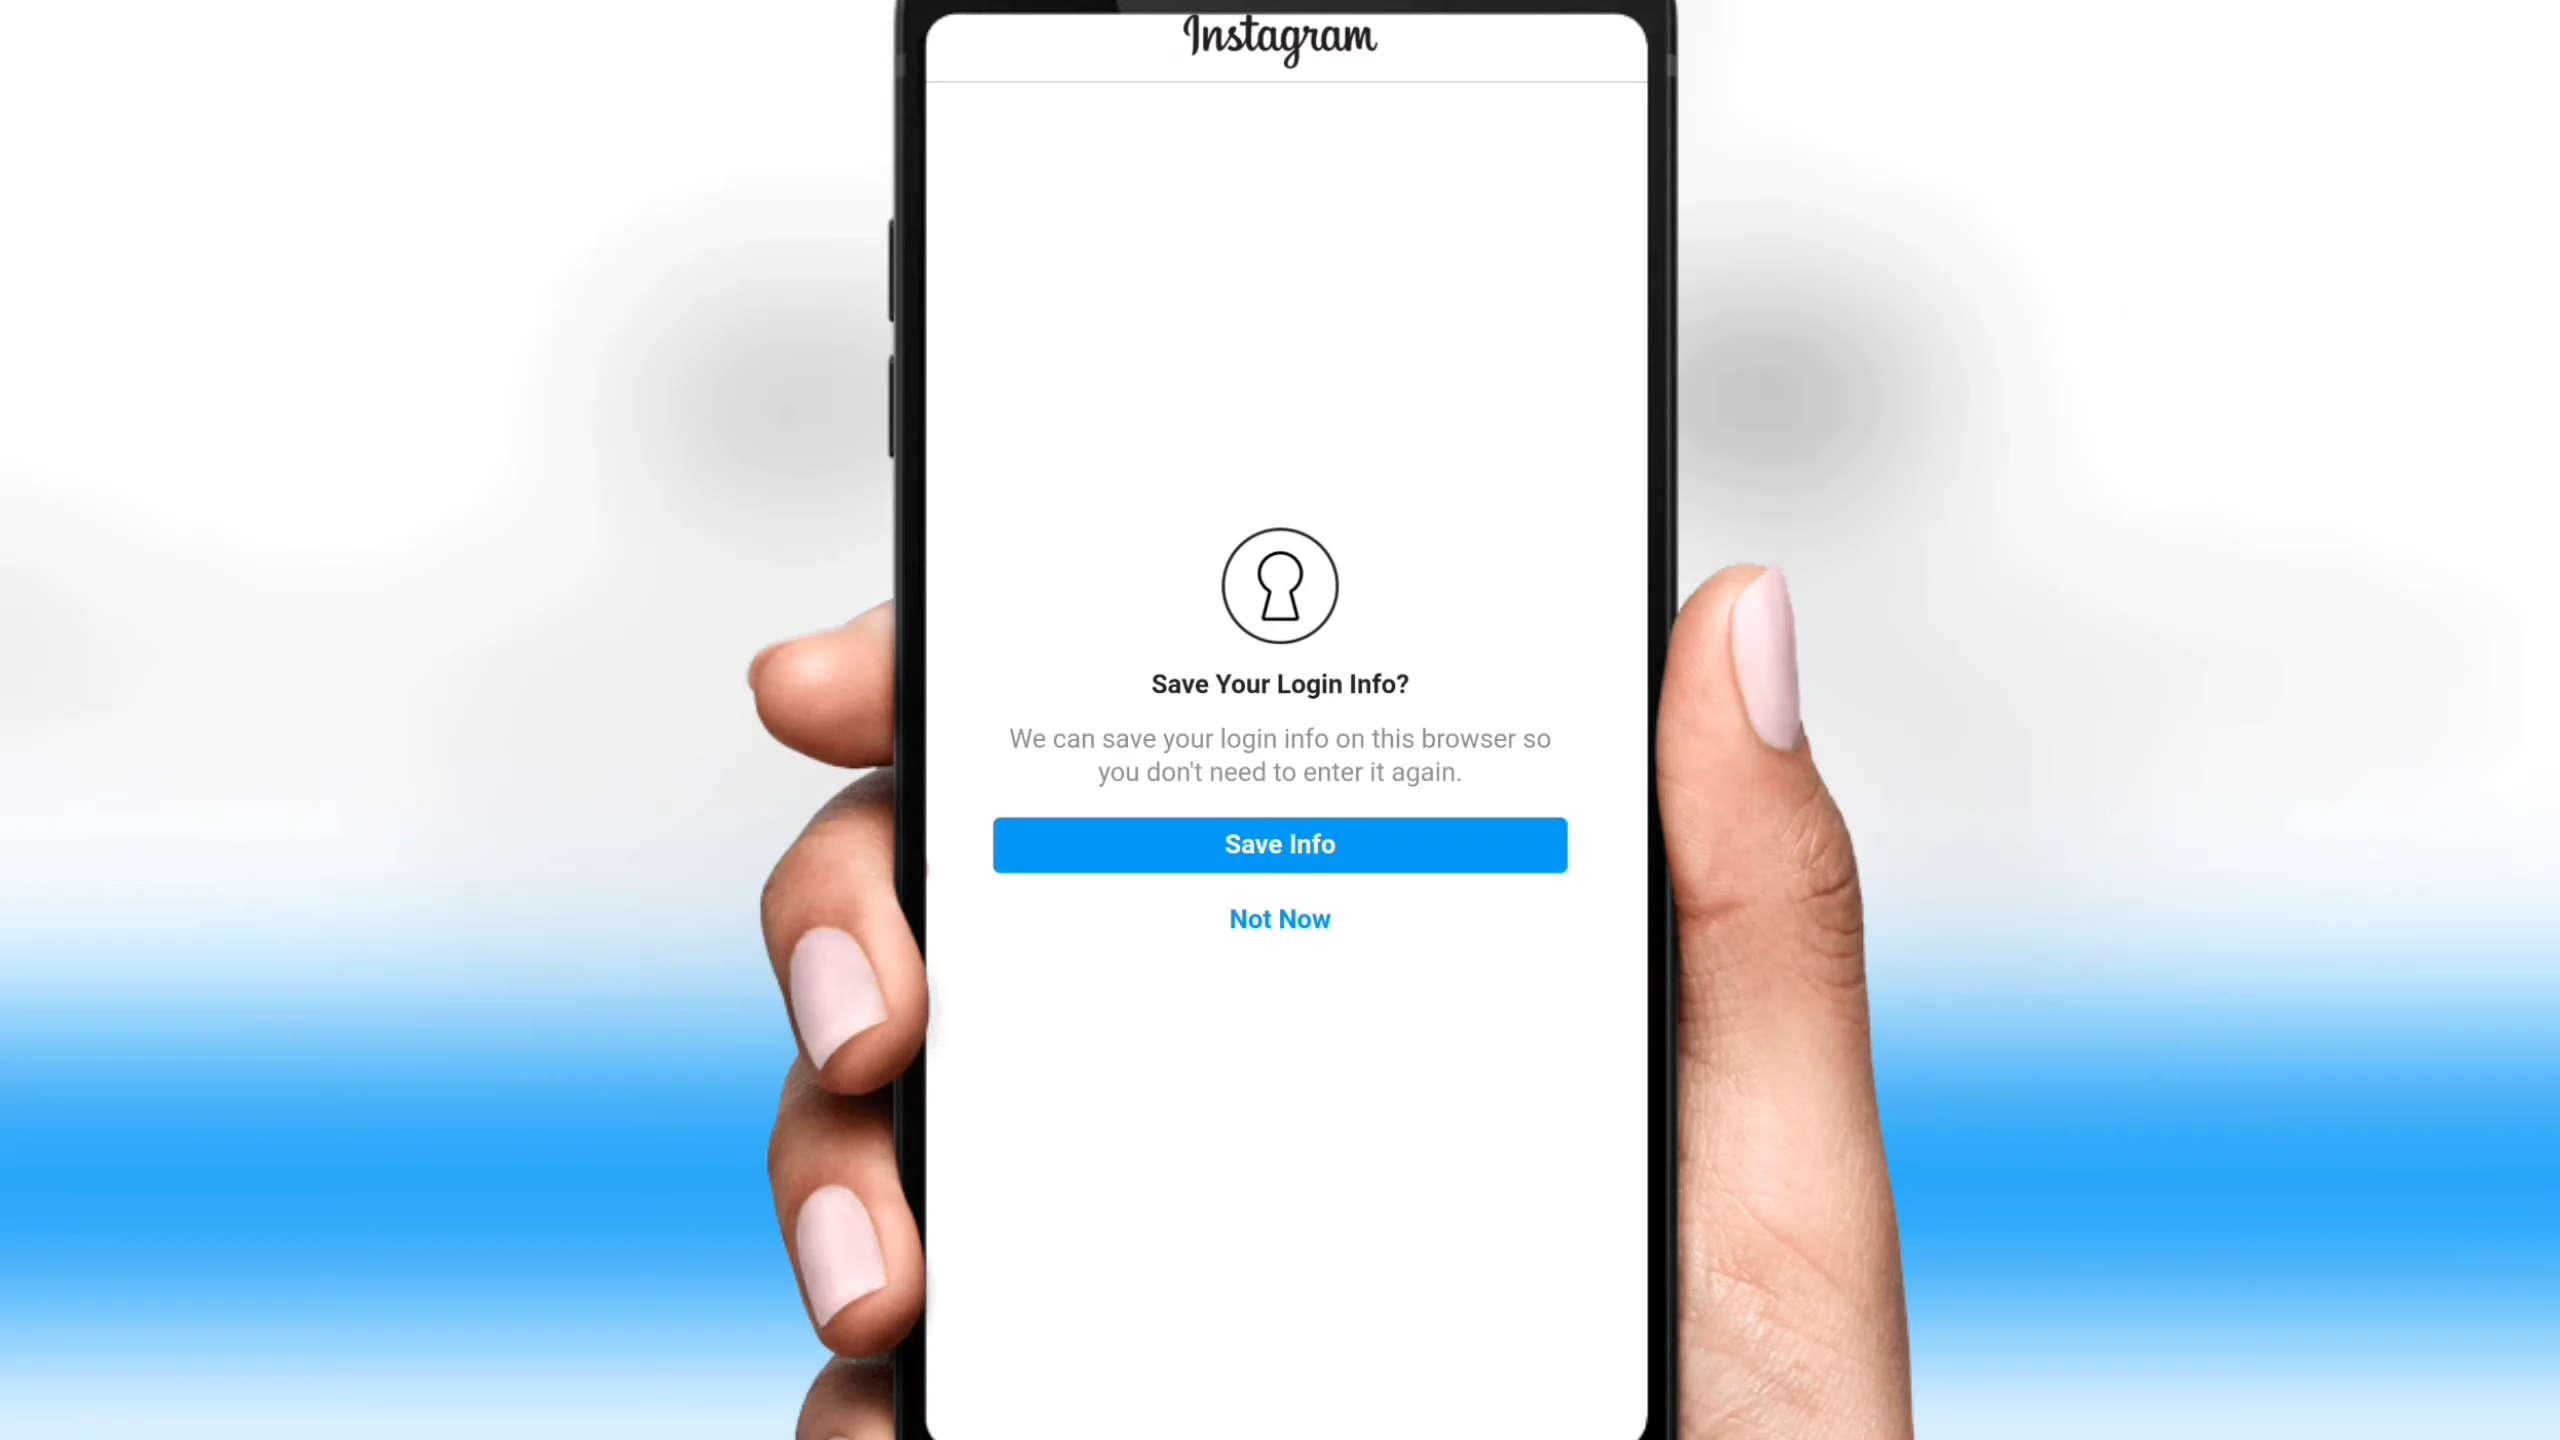 Instagram
Save Your Login Info?
We can save your login info on this browser so
you don't need to enter it again.
Save Info
Not Now